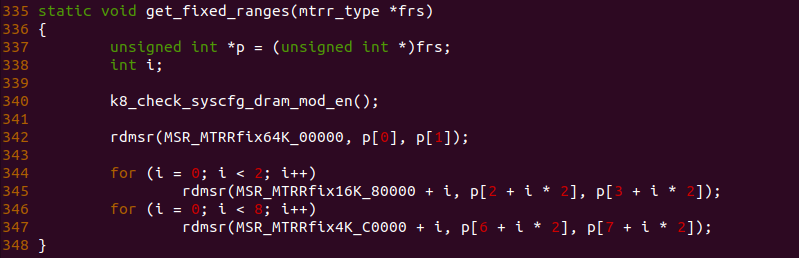 335 static void get_fixed_ranges(mtrr_type *frs)
336 {
337         unsigned int *p = (unsigned int *)frs;
338         int i;
339
340         k8_check_syscfg_dram_mod_en();
341
342         rdmsr(MSR_MTRRfix64K_00000, p[0], p[1]);
343
344         for (i = 0; i < 2; i++)
345                 rdmsr(MSR_MTRRfix16K_80000 + i, p[2 + i * 2], p[3 + i * 2]);
346         for (i = 0; i < 8; i++)
347                 rdmsr(MSR_MTRRfix4K_C0000 + i, p[6 + i * 2], p[7 + i * 2]);
348 }